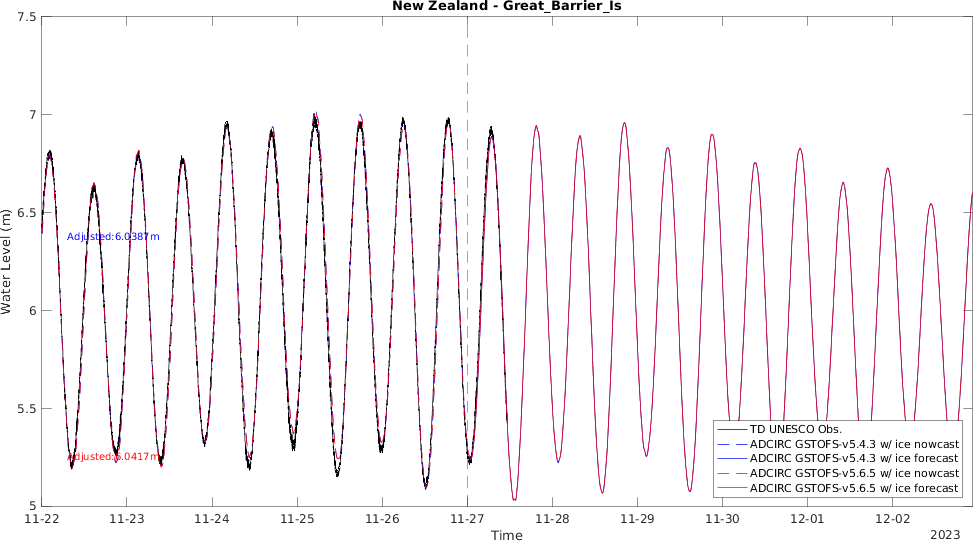 New Zealand - Great_Barrier_Is
7.5
7
6.5
6
5.5
5
Water Level (m)
Adjusted:6.0387m
Adjusted:6.0417m
TD UNESCO Obs.
ADCIRC GSTOFS-v5.4.3 w/ ice nowcast
ADCIRC GSTOFS-v5.4.3 w/ ice forecast
ADCIRC GSTOFS-v5.6.5 w/ ice nowcast
ADCIRC GSTOFS-v5.6.5 w/ ice forecast
11-22 11-23 11-24 11-25 11-26 11-27 11-28 11-29 11-30 12-01 12-02
Time
2023